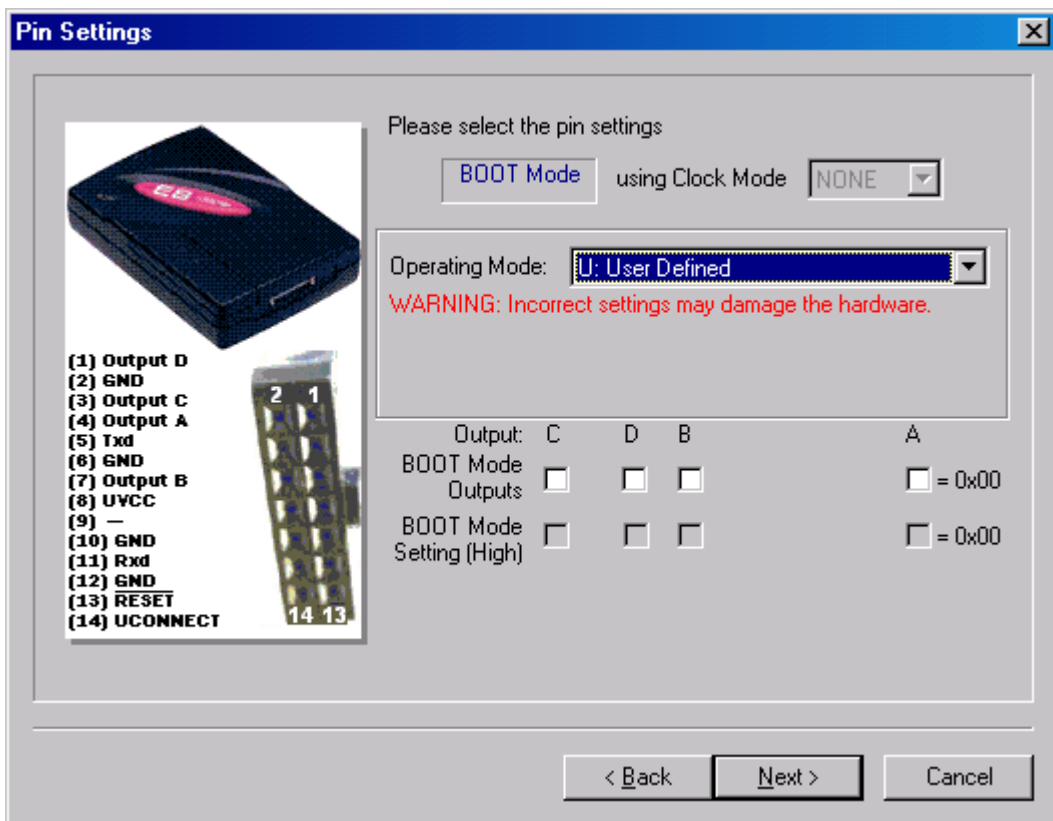 Pin Settings
Please select the pin settings
BOOT Mode using Clock Mode NONE
Operating Mode: U: User Defined
WARNING: Incorrect settings may damage the hardware.
(1) Output D
(2) GND
(3) Output C
(4) Output A
(5) Txd
(6) GND
(7) Output B
(8) UVCC
(9) —
(10) GND
(11) Rxd
(12) GND
(13) RESET
(14) UCONNECT
2 1
14 13
Output: C D B A
BOOT Mode
Outputs = 0x00
BOOT Mode
Setting (High) = 0x00
< Back Next > Cancel